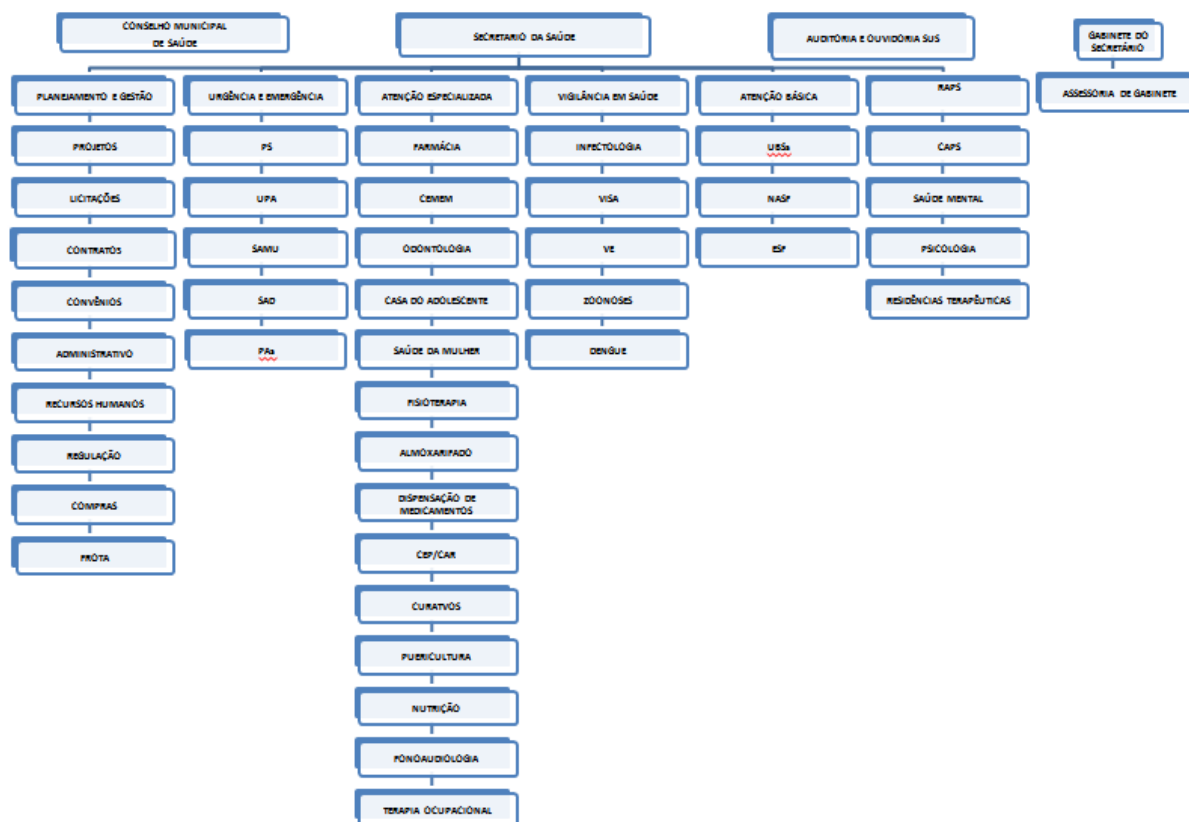 CONSELHO MUNICIPAL
DE SAÚDE
SECRETARIO DA SAÚDE
AUDITORIA E OUVIDORIA SUS
GABINETE DO
SECRETÁRIO
PLANEJAMENTO E GESTÃO
URGÊNCIA E EMERGÊNCIA
ATENÇÃO ESPECIALIZADA
VIGILÂNCIA EM SAÚDE
ATENÇÃO BÁSICA
RAPS
ASSESSORIA DE GABINETE
PROJETOS
PS
FARMÁCIA
INFECTOLOGIA
UBSs
CAPS
LICITAÇÕES
UPA
CEMEM
VISA
NASF
SAÚDE MENTAL
CONTRATOS
SAMU
ODONTOLOGIA
VE
ESF
PSICOLOGIA
CONVÊNIOS
SAD
CASA DO ADOLESCENTE
ZOONOSES
RESIDÊNCIAS TERAPÊUTICAS
ADMINISTRATIVO
PAs
SAÚDE DA MULHER
DENGUE
RECURSOS HUMANOS
FISIOTERAPIA
REGULAÇÃO
ALMOXARIFADO
COMPRAS
DISPENSAÇÃO DE
MEDICAMENTOS
FROTA
CEP/CAR
CURATVOS
PUERICULTURA
NUTRIÇÃO
FONOAUDIOLOGIA
TERAPIA OCUPACIONAL